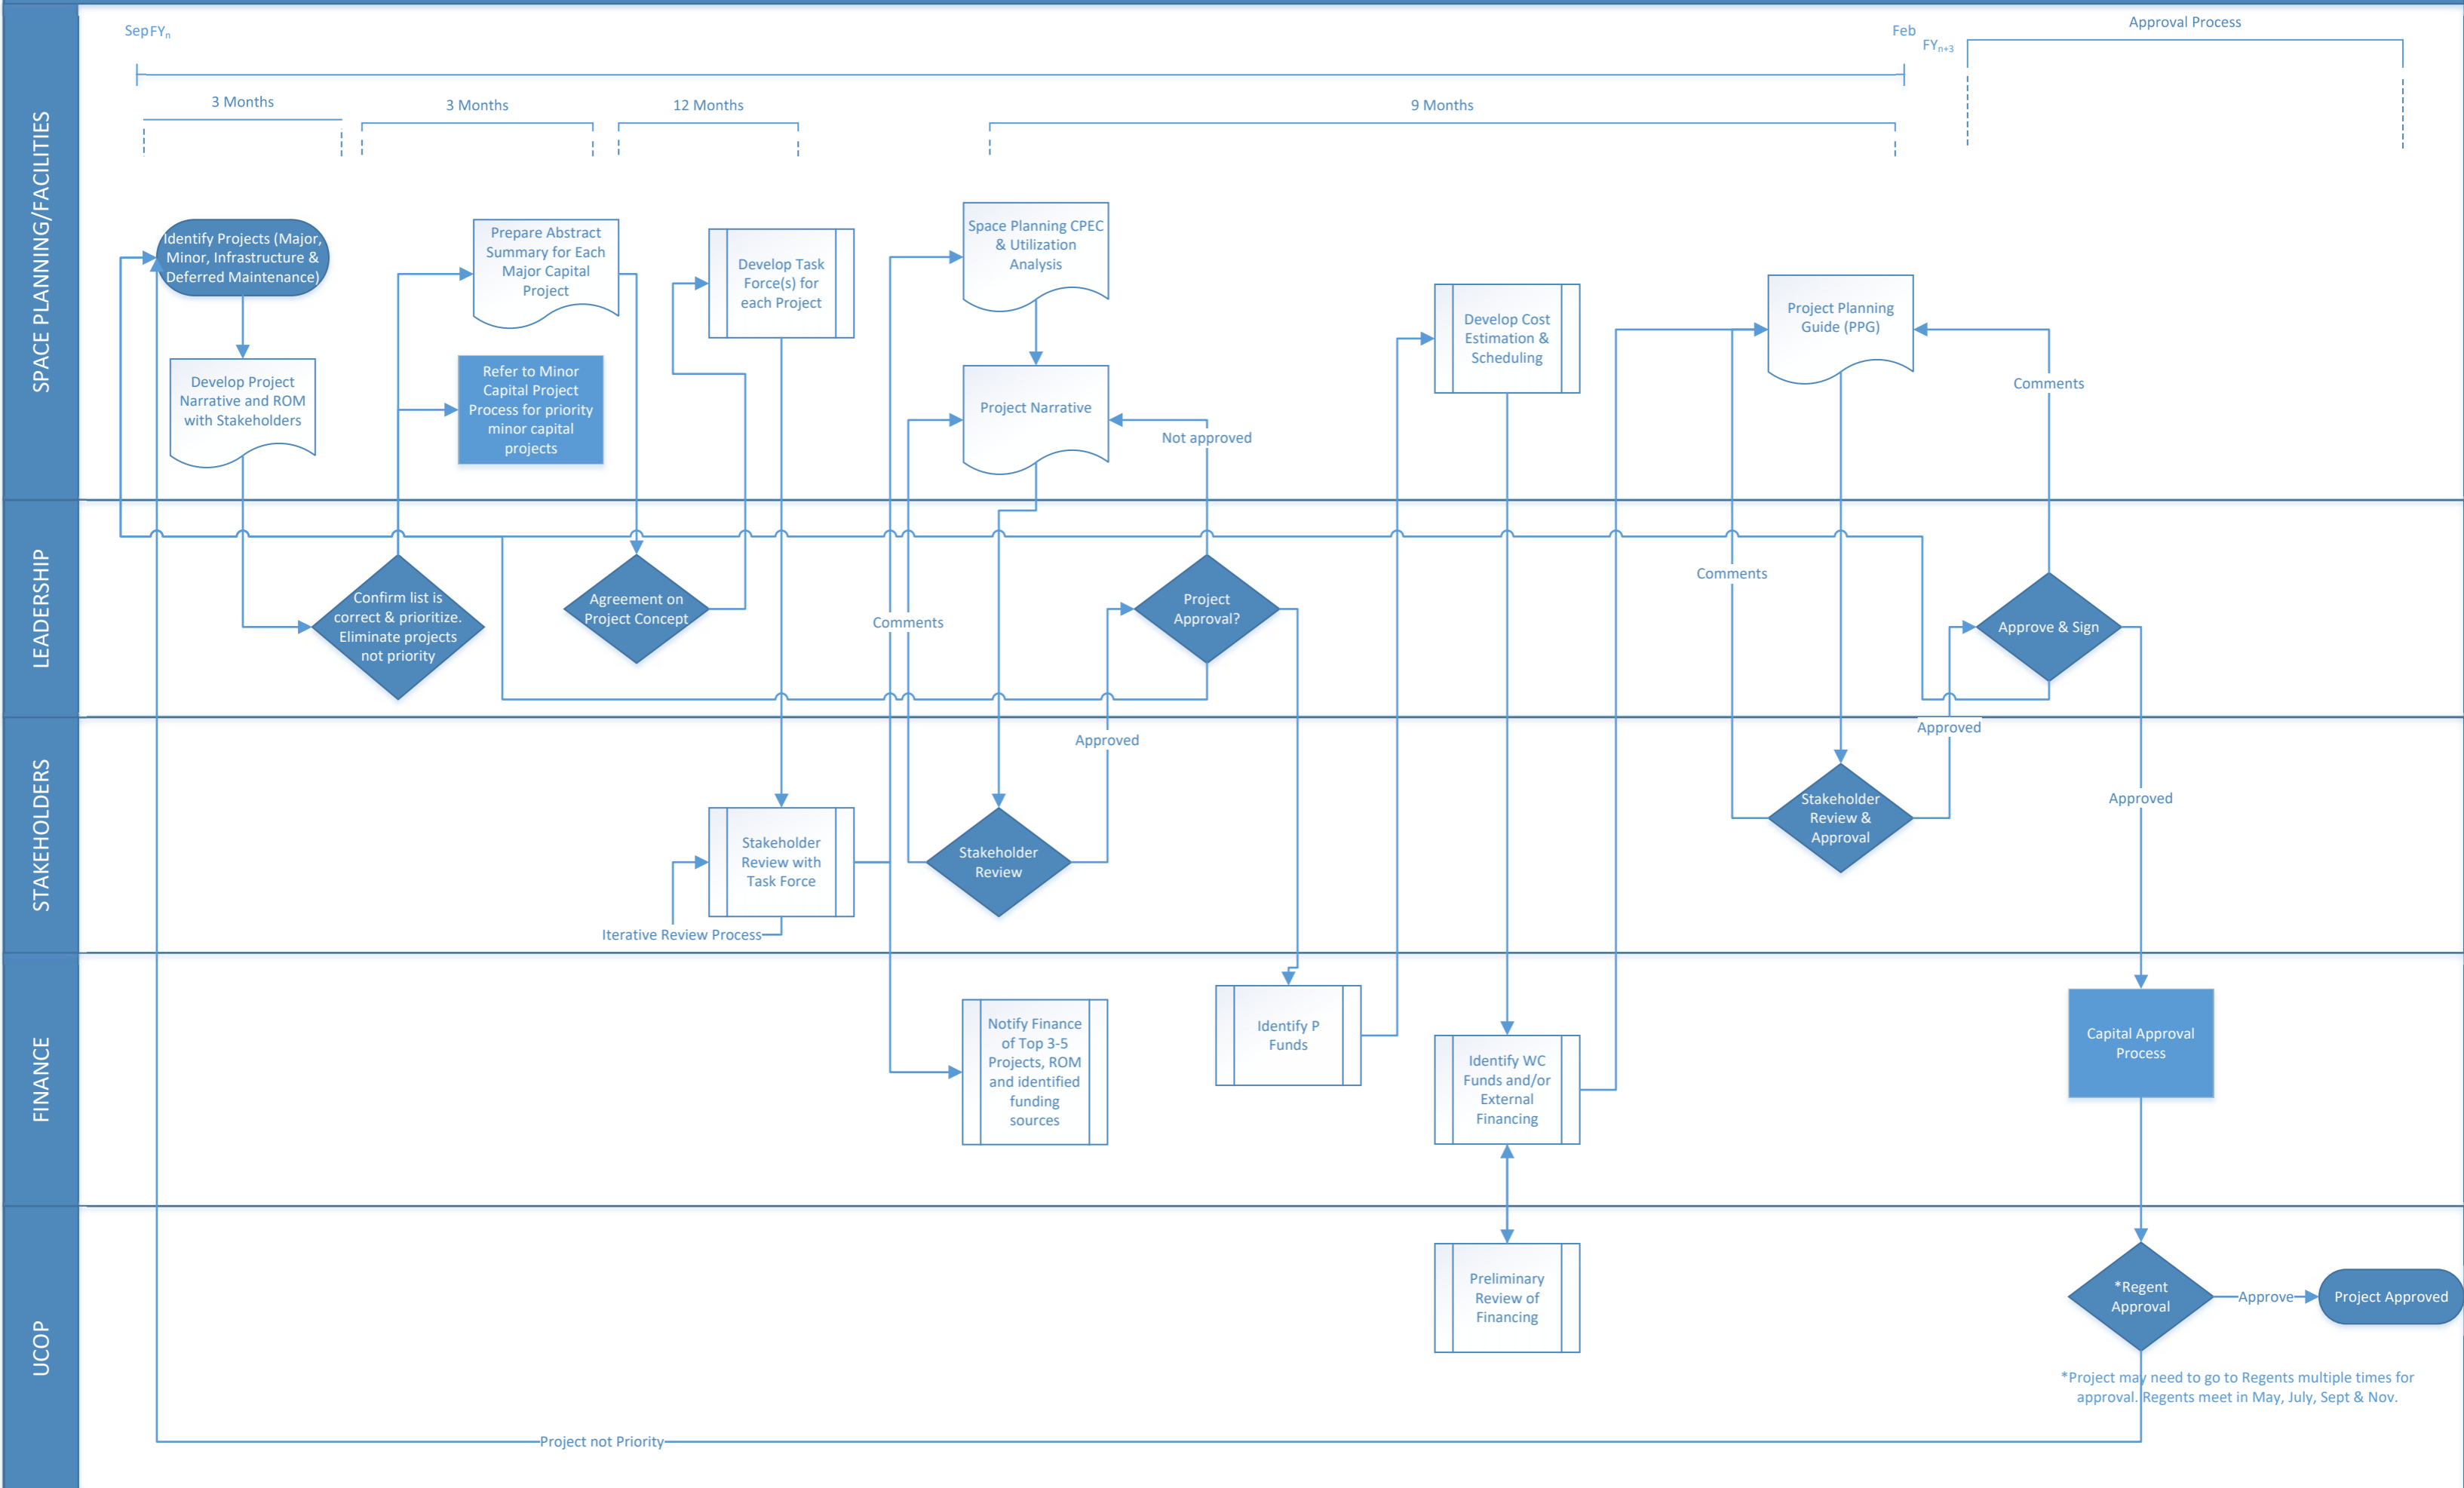 Sep FYn
Feb
FYn+3
Approval Process
3 Months
3 Months
12 Months
9 Months
SPACE PLANNING/FACILITIES
Identify Projects (Major,
Minor, Infrastructure &
Deferred Maintenance)
Develop Project
Narrative and ROM
with Stakeholders
Prepare Abstract
Summary for Each
Major Capital
Project
Refer to Minor
Capital Project
Process for priority
minor capital
projects
Develop Task
Force(s) for
each Project
Space Planning CPEC
& Utilization
Analysis
Project Narrative
Not approved
Develop Cost
Estimation &
Scheduling
Project Planning
Guide (PPG)
Comments
LEADERSHIP
Confirm list is
correct & prioritize.
Eliminate projects
not priority
Agreement on
Project Concept
Comments
Project
Approval?
Comments
Approve & Sign
STAKEHOLDERS
Approved
Approved
Approved
Stakeholder
Review with
Task Force
Iterative Review Process
Stakeholder
Review
Stakeholder
Review &
Approval
FINANCE
Notify Finance
of Top 3-5
Projects, ROM
and identified
funding
sources
Identify P
Funds
Identify WC
Funds and/or
External
Financing
Capital Approval
Process
UCOP
Preliminary
Review of
Financing
*Regent
Approval
Approve
Project Approved
*Project may need to go to Regents multiple times for
approval. Regents meet in May, July, Sept & Nov.
Project not Priority